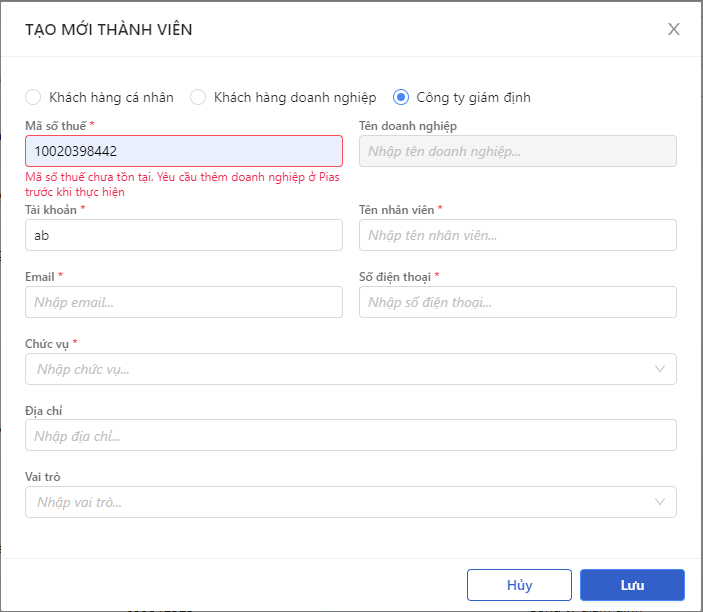 TẠO MỚI THÀNH VIÊN
Khách hàng cá nhân
Khách hàng doanh nghiệp
Công ty giám định
Mã số thuế *
Tên doanh nghiệp
10020398442
Nhập tên doanh nghiệp...
Mã số thuế chưa tồn tại. Yêu cầu thêm doanh nghiệp ở Pias
trước khi thực hiện
Tài khoản *
Tên nhân viên *
ab
Nhập tên nhân viên...
Email *
Số điện thoại *
Nhập email...
Nhập số điện thoại...
Chức vụ *
Nhập chức vụ...
Địa chỉ
Nhập địa chỉ...
Vai trò
Nhập vai trò...
Hủy
Lưu